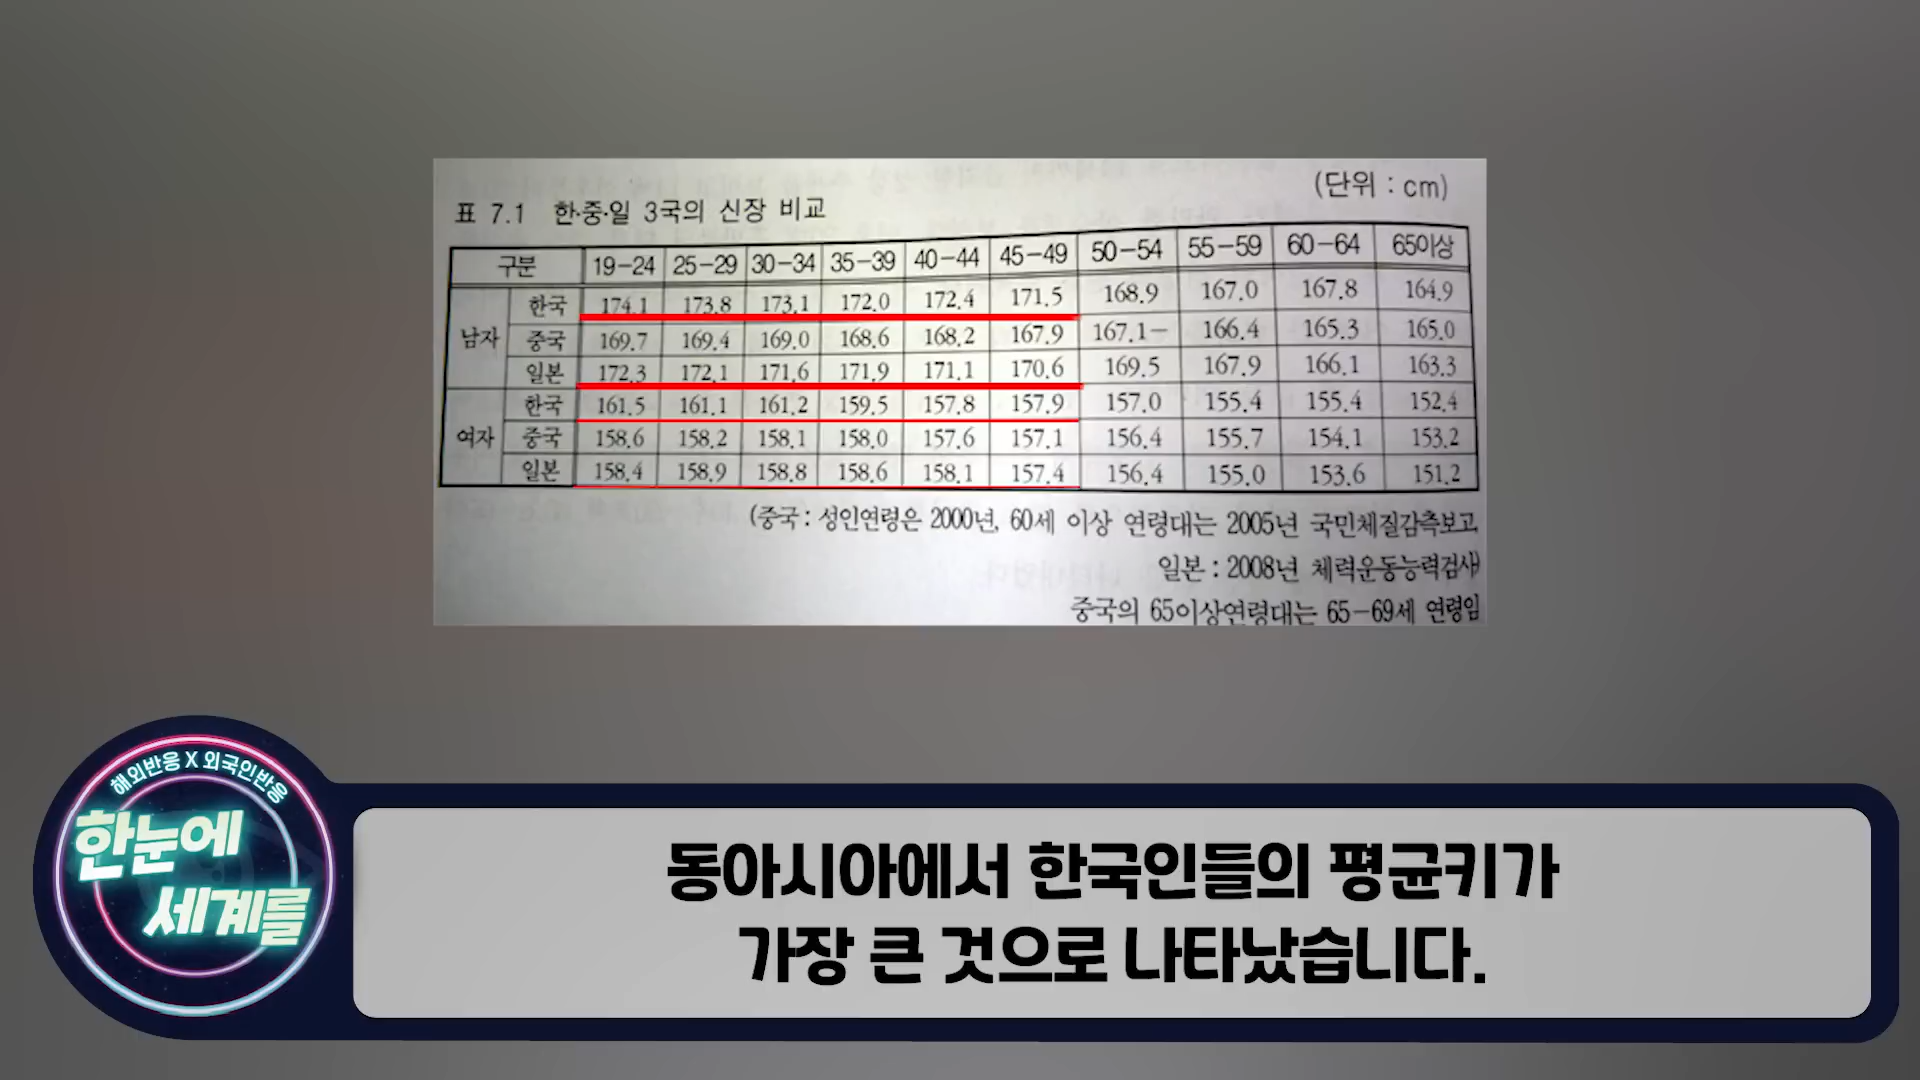 (단위 : cm)
표 7.1 한·중·일 3국의 신장 비교
구분 19-24 25-29 30-34 35-39 40-44 45-49 50-54 55-59 60-64 65이상
남자 한국 174.1 173.8 173.1 172.0 172.4 171.5 168.9 167.0 167.8 164.9
중국 169.7 169.4 169.0 168.6 168.2 167.9 167.1- 166.4 165.3 165.0
일본 172.3 172.1 171.6 171.9 171.1 170.6 169.5 167.9 166.1 163.3
여자 한국 161.5 161.1 161.2 159.5 157.8 157.9 157.0 155.4 155.4 152.4
중국 158.6 158.2 158.1 158.0 157.6 157.1 156.4 155.7 154.1 153.2
일본 158.4 158.9 158.8 158.6 158.1 157.4 156.4 155.0 153.6 151.2
(중국 : 성인연령은 2000년, 60세 이상 연령대는 2005년 국민체질감측보고,
일본 : 2008년 체력운동능력검사)
중국의 65이상연령대는 65-69세 연령임
해외반응 X 외국인반응
한눈에
세계를
동아시아에서 한국인들의 평균키가
가장 큰 것으로 나타났습니다.